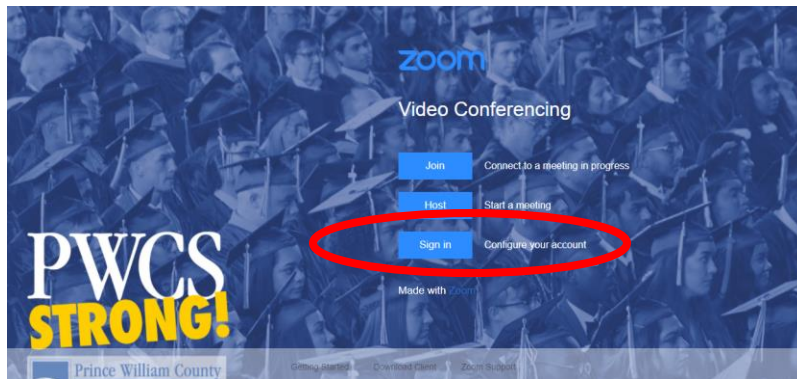 zoom
Video Conferencing
Join Connect to a meeting in progress
Host Start a meeting
Sign in Configure your account
Made with Zoom
PWCS
STRONG!
Prince William County
Getting Started Download Client Zoom Support